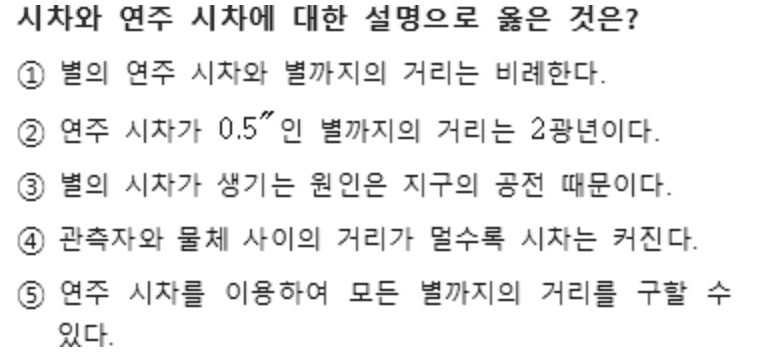 시차와 연주 시차에 대한 설명으로 옳은 것은?
① 별의 연주 시차와 별까지의 거리는 비례한다.
② 연주 시차가 0.5″인 별까지의 거리는 2광년이다.
③ 별의 시차가 생기는 원인은 지구의 공전 때문이다.
④ 관측자와 물체 사이의 거리가 멀수록 시차는 커진다.
⑤ 연주 시차를 이용하여 모든 별까지의 거리를 구할 수
있다.